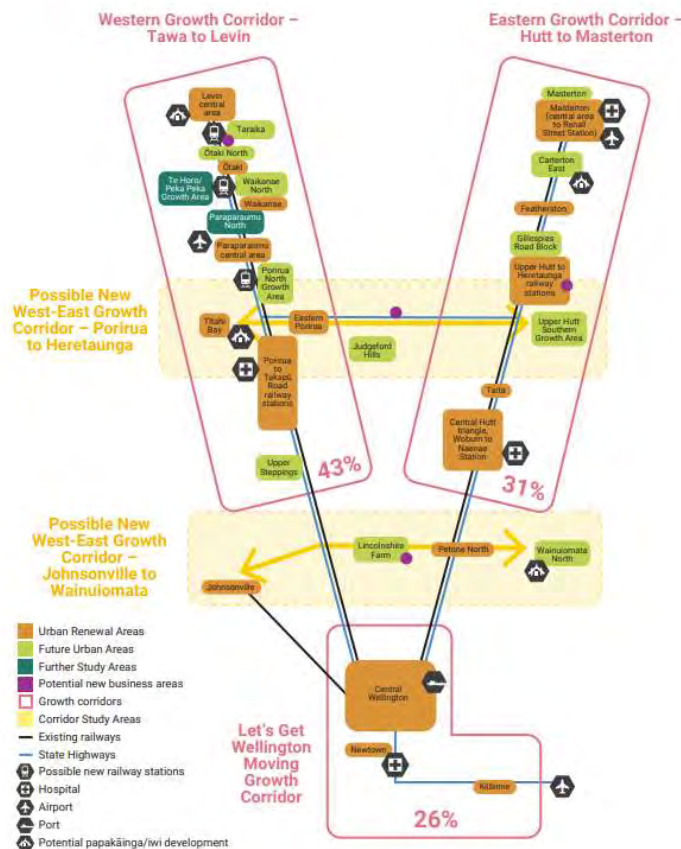 Western Growth Corridor –
Tawa to Levin
Eastern Growth Corridor –
Hutt to Masterton
Levin
central
area
Taraika
Ōtaki North
Ōtaki
Te Horo/
Peka Peka
Growth Area
Waikanae
North
Waikanae
Paraparaumu
North
Paraparaumu
central area
Porirua
North
Growth
Area
Masterton
Masterton
(central area
to Renall
Street Station)
Carterton
East
Featherston
Gillespies
Road Block
Upper Hutt to
Heretaunga
railway
stations
Possible New
West-East Growth
Corridor – Porirua
to Heretaunga
Titahi
Bay
Eastern
Porirua
Judgeford
Hills
Upper Hutt
Southern
Growth Area
Porirua
to
Takapū
Road
railway
stations
Taita
Central Hutt
triangle,
Woburn to
Naenae
Station
Upper
Steppings
43%
31%
Possible New
West-East Growth
Corridor –
Johnsonville to
Wainuiomata
Lincolnshire
Farm
Petone North
Wainuiomata
North
Johnsonville
Urban Renewal Areas
Future Urban Areas
Further Study Areas
Potential new business areas
Growth corridors
Corridor Study Areas
Existing railways
State Highways
Possible new railway stations
Hospital
Airport
Port
Potential papakāinga/iwi development
Central
Wellington
Let's Get
Wellington
Moving
Growth
Corridor
Newtown
Kilbirnie
26%